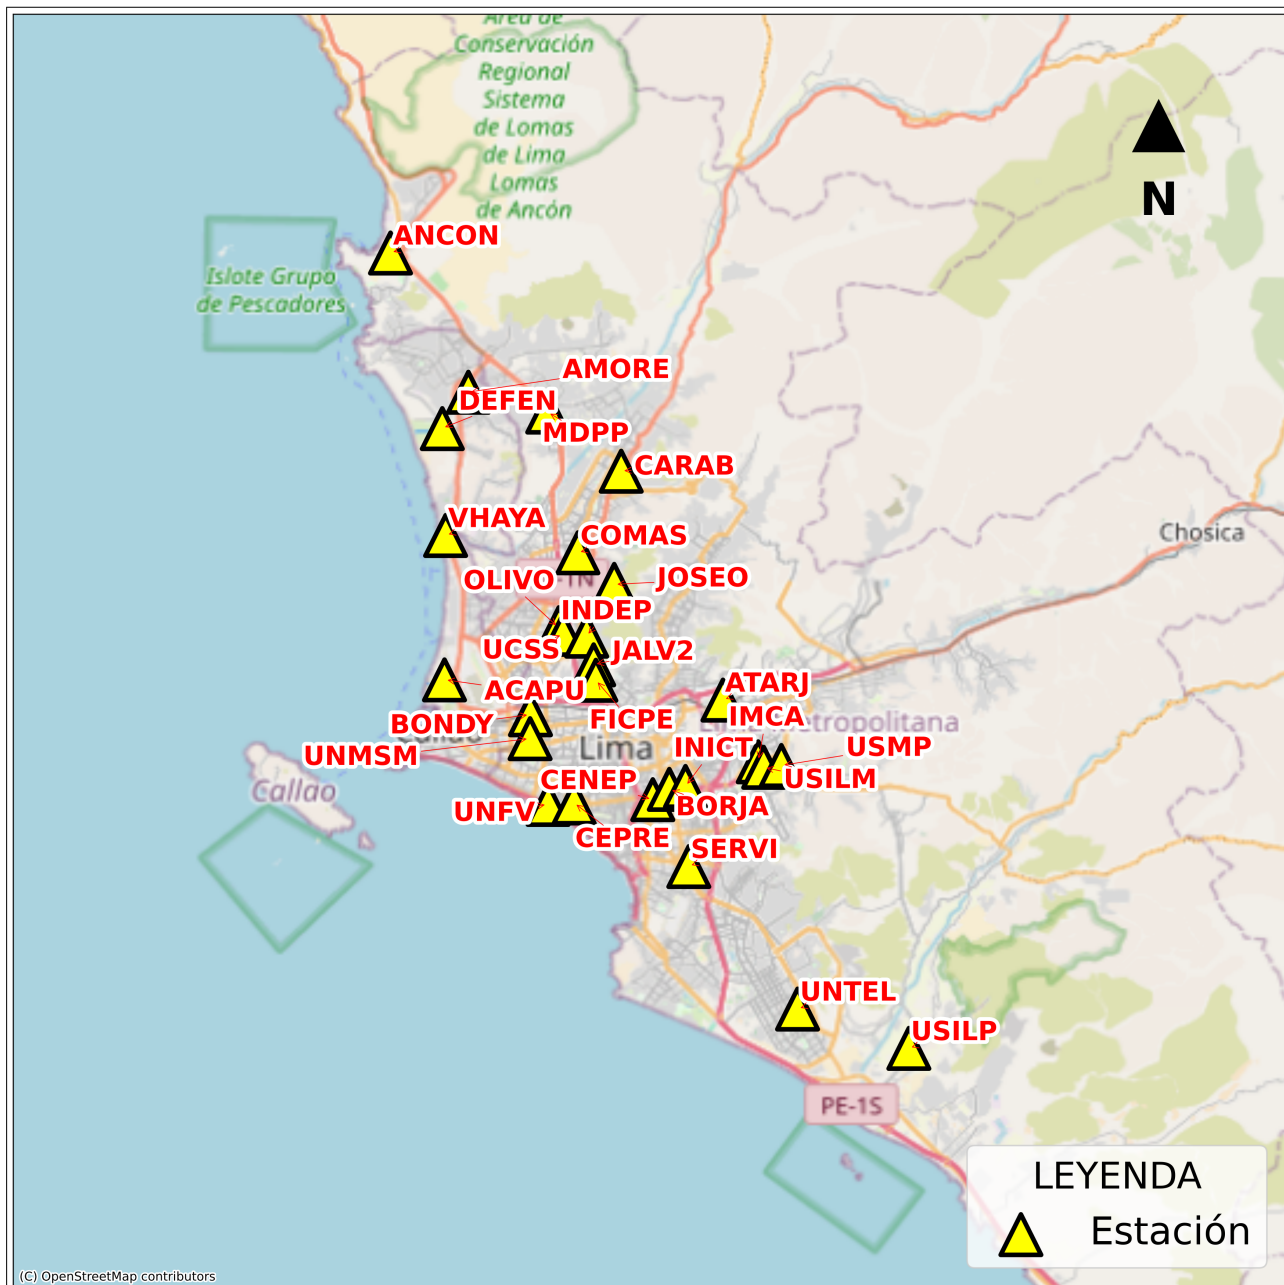 Área de
Conservación
Regional
Sistema
de Lomas
de Lima
Lomas
de Ancón
N
ANCON
Islote Grupo
de Pescadores
AMORE
DEFEN
MDPP
CARAB
VHAYA
Chosica
COMAS
OLIVO
-1N
JOSEO
INDEP
UCSS
JALV2
ACAPU
ATARJ
BONDY
FICPE
IMCA
etropolitana
UNMSM
Lima
INICT
USMP
CENEP
USILM
Callao
UNFV
BORJA
CEPRE
SERVI
UNTEL
USILP
PE-1S
LEYENDA
Estación
(C) OpenStreetMap contributors